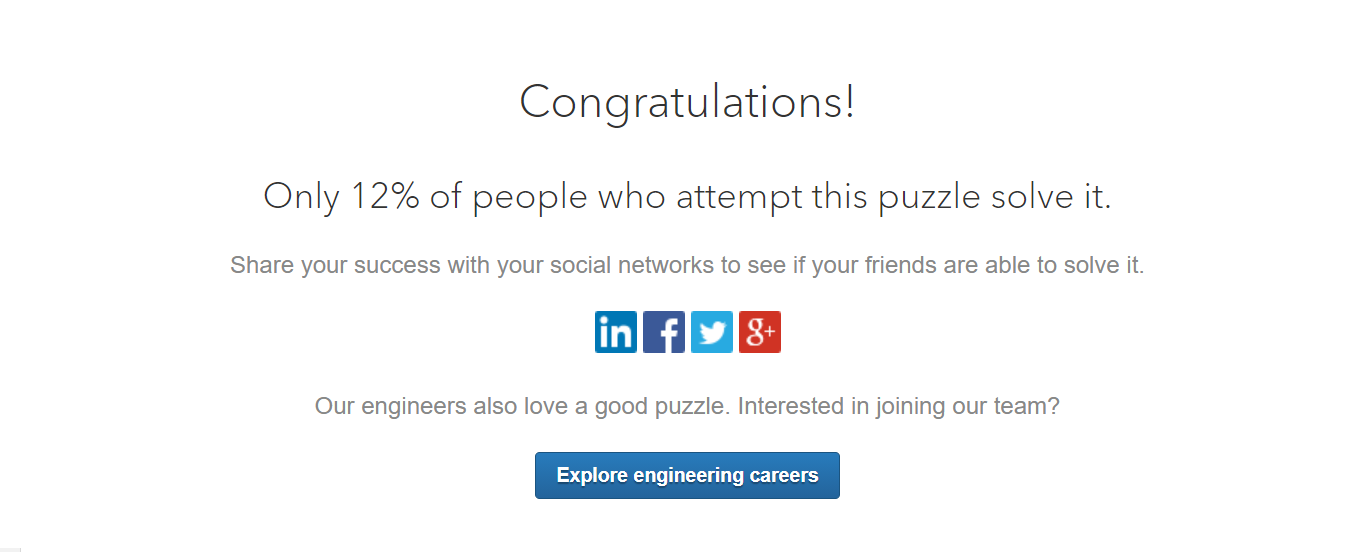 Congratulations!
Only 12% of people who attempt this puzzle solve it.
Share your success with your social networks to see if your friends are able to solve it.
in f g+
Our engineers also love a good puzzle. Interested in joining our team?
Explore engineering careers